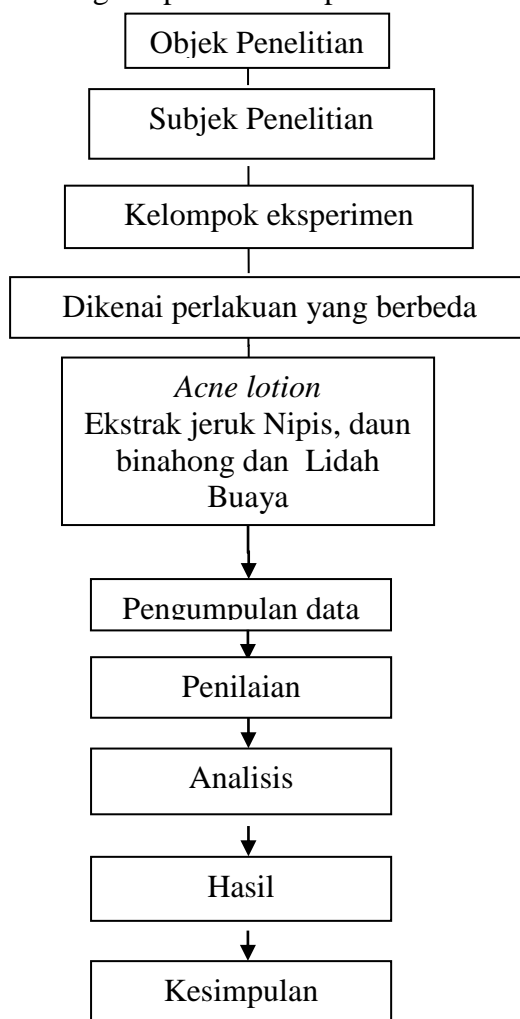 Objek Penelitian
Subjek Penelitian
Kelompok eksperimen
Dikenai perlakuan yang berbeda
Acne lotion
Ekstrak jeruk Nipis, daun
binahong dan Lidah
Buaya
Pengumpulan data
Penilaian
Analisis
Hasil
Kesimpulan